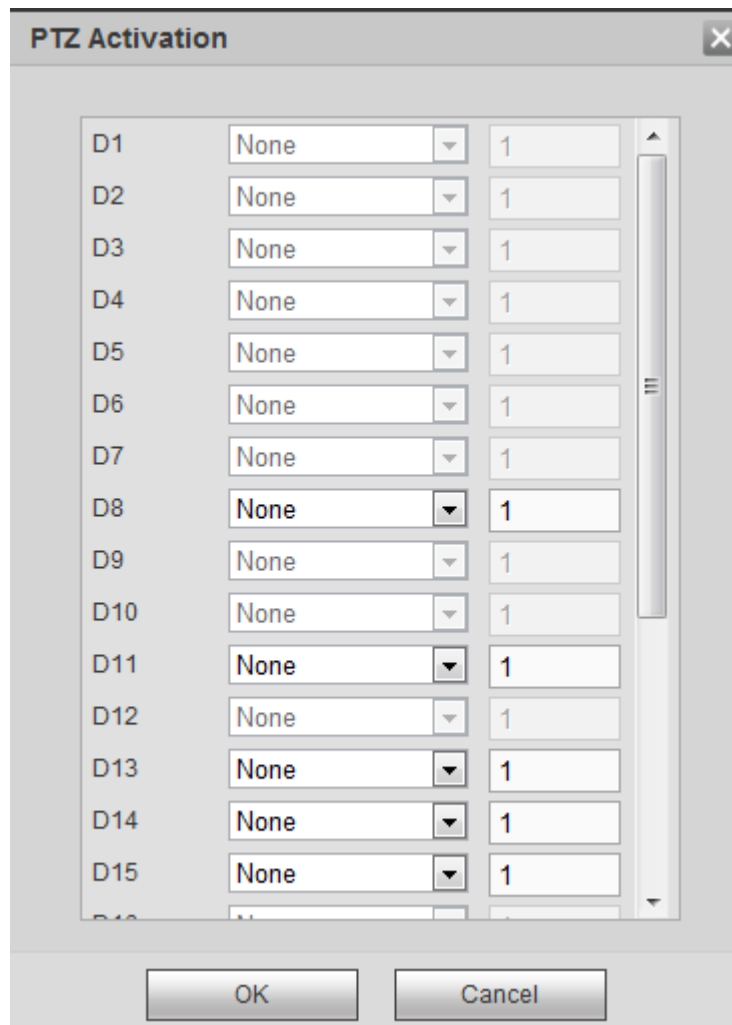 PTZ Activation
D1 None 1
D2 None 1
D3 None 1
D4 None 1
D5 None 1
D6 None 1
D7 None 1
D8 None 1
D9 None 1
D10 None 1
D11 None 1
D12 None 1
D13 None 1
D14 None 1
D15 None 1
OK Cancel